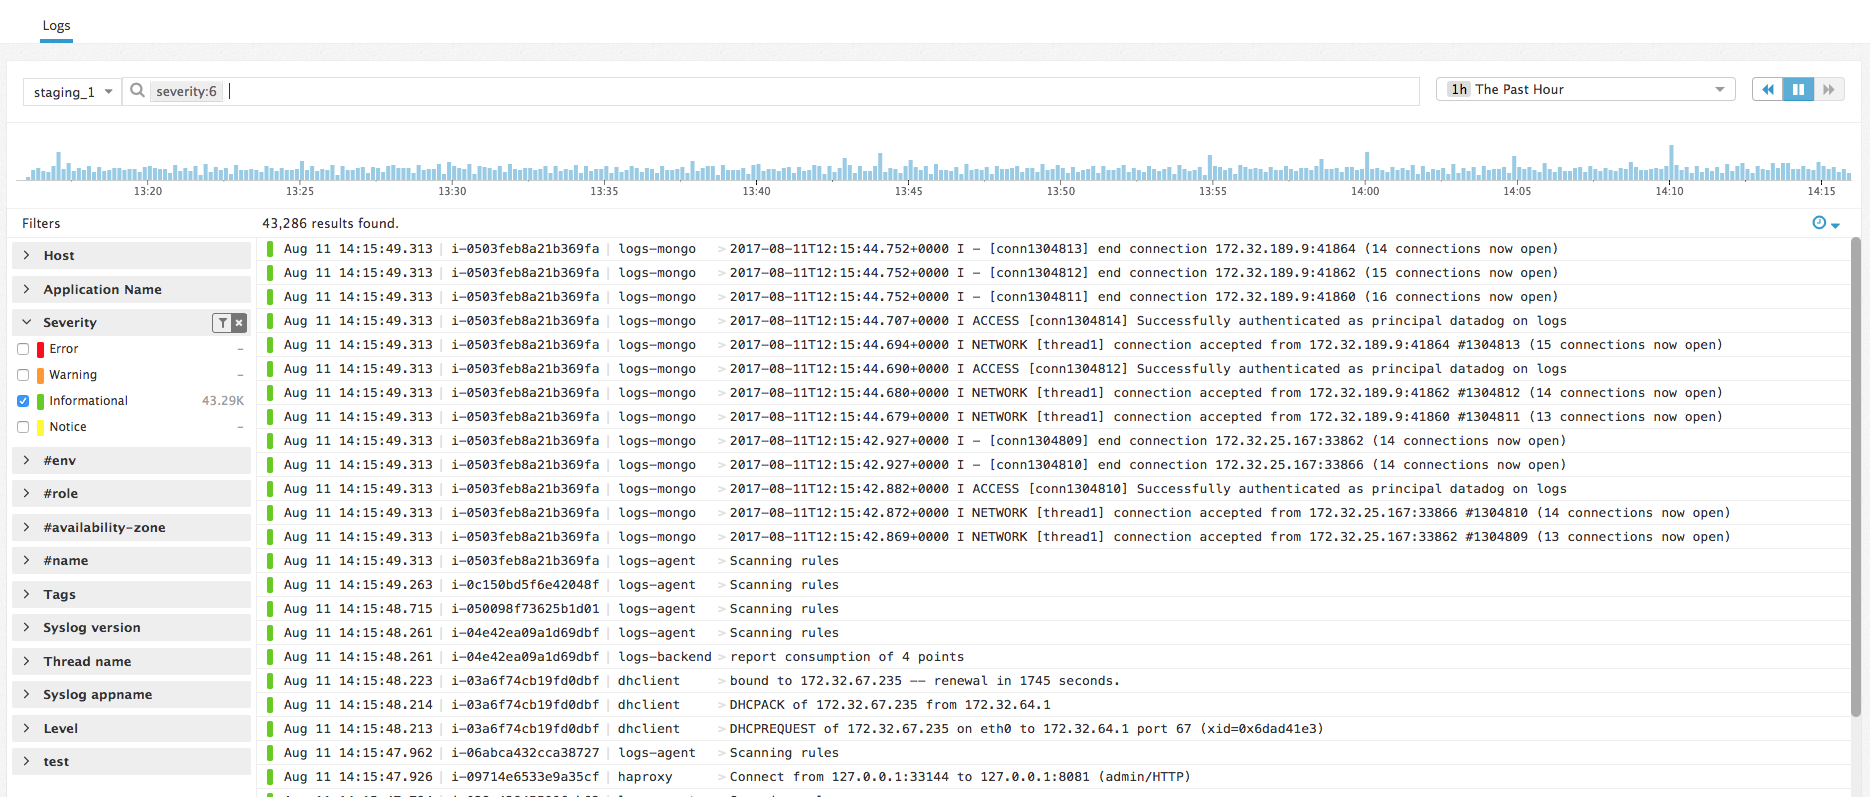 Logs
staging_1 severity:6 1h The Past Hour
13:20 13:25 13:30 13:35 13:40 13:45 13:50 13:55 14:00 14:05 14:10 14:15
Filters 43,286 results found.
Host
Application Name
Severity
Error –
Warning –
Informational 43.29K
Notice –
#env
#role
#availability-zone
#name
Tags
Syslog version
Thread name
Syslog appname
Level
test
Aug 11 14:15:49.313 | i-0503feb8a21b369fa | logs-mongo > 2017-08-11T12:15:44.752+0000 I - [conn1304813] end connection 172.32.189.9:41864 (14 connections now open)
Aug 11 14:15:49.313 | i-0503feb8a21b369fa | logs-mongo > 2017-08-11T12:15:44.752+0000 I - [conn1304812] end connection 172.32.189.9:41862 (15 connections now open)
Aug 11 14:15:49.313 | i-0503feb8a21b369fa | logs-mongo > 2017-08-11T12:15:44.752+0000 I - [conn1304811] end connection 172.32.189.9:41860 (16 connections now open)
Aug 11 14:15:49.313 | i-0503feb8a21b369fa | logs-mongo > 2017-08-11T12:15:44.707+0000 I ACCESS [conn1304814] Successfully authenticated as principal datadog on logs
Aug 11 14:15:49.313 | i-0503feb8a21b369fa | logs-mongo > 2017-08-11T12:15:44.694+0000 I NETWORK [thread1] connection accepted from 172.32.189.9:41864 #1304813 (15 connections now open)
Aug 11 14:15:49.313 | i-0503feb8a21b369fa | logs-mongo > 2017-08-11T12:15:44.690+0000 I ACCESS [conn1304812] Successfully authenticated as principal datadog on logs
Aug 11 14:15:49.313 | i-0503feb8a21b369fa | logs-mongo > 2017-08-11T12:15:44.680+0000 I NETWORK [thread1] connection accepted from 172.32.189.9:41862 #1304812 (14 connections now open)
Aug 11 14:15:49.313 | i-0503feb8a21b369fa | logs-mongo > 2017-08-11T12:15:44.679+0000 I NETWORK [thread1] connection accepted from 172.32.189.9:41860 #1304811 (13 connections now open)
Aug 11 14:15:49.313 | i-0503feb8a21b369fa | logs-mongo > 2017-08-11T12:15:42.927+0000 I - [conn1304809] end connection 172.32.25.167:33862 (14 connections now open)
Aug 11 14:15:49.313 | i-0503feb8a21b369fa | logs-mongo > 2017-08-11T12:15:42.927+0000 I - [conn1304810] end connection 172.32.25.167:33866 (14 connections now open)
Aug 11 14:15:49.313 | i-0503feb8a21b369fa | logs-mongo > 2017-08-11T12:15:42.882+0000 I ACCESS [conn1304810] Successfully authenticated as principal datadog on logs
Aug 11 14:15:49.313 | i-0503feb8a21b369fa | logs-mongo > 2017-08-11T12:15:42.872+0000 I NETWORK [thread1] connection accepted from 172.32.25.167:33866 #1304810 (14 connections now open)
Aug 11 14:15:49.313 | i-0503feb8a21b369fa | logs-mongo > 2017-08-11T12:15:42.869+0000 I NETWORK [thread1] connection accepted from 172.32.25.167:33862 #1304809 (13 connections now open)
Aug 11 14:15:49.313 | i-0503feb8a21b369fa | logs-agent > Scanning rules
Aug 11 14:15:49.263 | i-0c150bd5f6e42048f | logs-agent > Scanning rules
Aug 11 14:15:48.715 | i-050098f73625b1d01 | logs-agent > Scanning rules
Aug 11 14:15:48.261 | i-04e42ea09a1d69dbf | logs-agent > Scanning rules
Aug 11 14:15:48.261 | i-04e42ea09a1d69dbf | logs-backend > report consumption of 4 points
Aug 11 14:15:48.223 | i-03a6f74cb19fd0dbf | dhclient > bound to 172.32.67.235 -- renewal in 1745 seconds.
Aug 11 14:15:48.214 | i-03a6f74cb19fd0dbf | dhclient > DHCPACK of 172.32.67.235 from 172.32.64.1
Aug 11 14:15:48.213 | i-03a6f74cb19fd0dbf | dhclient > DHCPREQUEST of 172.32.67.235 on eth0 to 172.32.64.1 port 67 (xid=0x6dad41e3)
Aug 11 14:15:47.962 | i-06abca432cca38727 | logs-agent > Scanning rules
Aug 11 14:15:47.926 | i-09714e6533e9a35cf | haproxy > Connect from 127.0.0.1:33144 to 127.0.0.1:8081 (admin/HTTP)